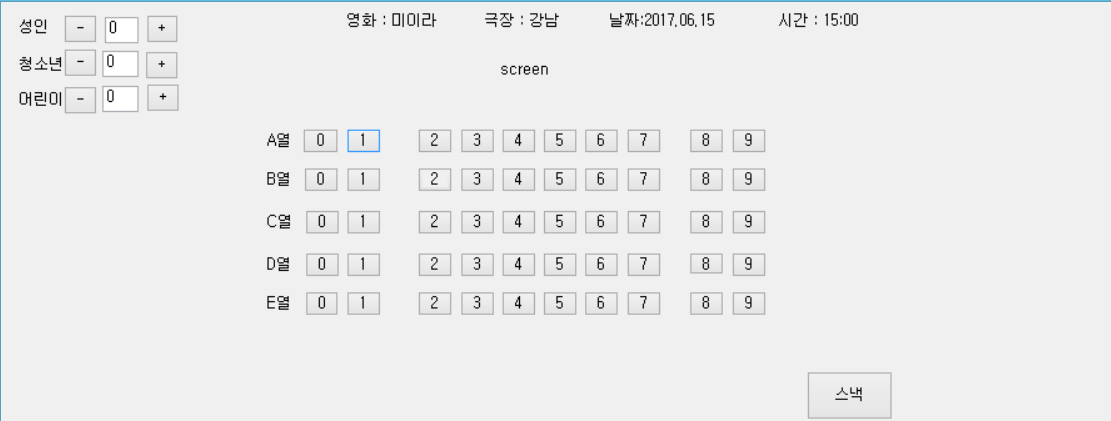 성인 - 0 +
영화 : 미이라 극장 : 강남 날짜:2017.06.15 시간 : 15:00
청소년 - 0 +
screen
어린이 - 0 +
A열 0 1 2 3 4 5 6 7 8 9
B열 0 1 2 3 4 5 6 7 8 9
C열 0 1 2 3 4 5 6 7 8 9
D열 0 1 2 3 4 5 6 7 8 9
E열 0 1 2 3 4 5 6 7 8 9
스낵